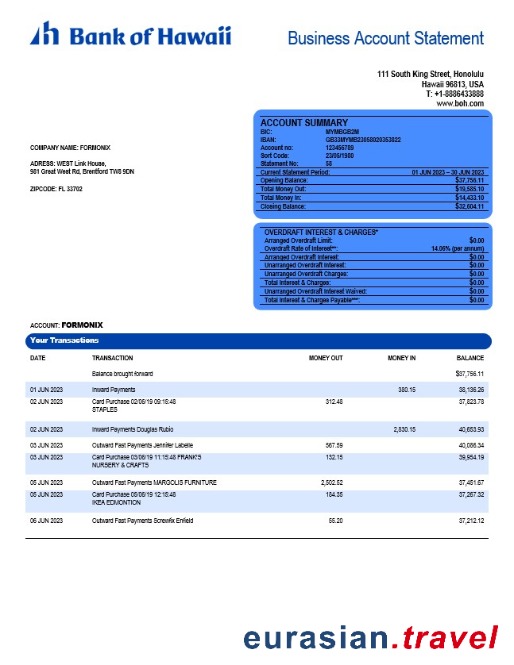 Bank of Hawaii
Business Account Statement
111 South King Street, Honolulu
Hawaii 96813, USA
T: +1-8886433888
www.boh.com
ACCOUNT SUMMARY
BIC: MYMBGB2M
IBAN: GB33MYMB23058020353822
Account no: 123456789
Sort Code: 23/06/1980
Statement No: 58
Current Statement Period: 01 JUN 2023 – 30 JUN 2023
Opening Balance: $37,756.11
Total Money Out: $19,585.10
Total Money In: $14,433.10
Closing Balance: $32,604.11
COMPANY NAME: FORMONIX
ADRESS: WEST Link House,
981 Great West Rd, Brentford TW8 9DN
ZIPCODE: FL 33702
OVERDRAFT INTEREST & CHARGES*
Arranged Overdraft Limit: $0.00
Overdraft Rate of Interest**: 14.06% (per annum)
Arranged Overdraft Interest: $0.00
Unarranged Overdraft Interest: $0.00
Unarranged Overdraft Charges: $0.00
Total Interest & Charges: $0.00
Unarranged Overdraft Interest Waived: $0.00
Total Interest & Charges Payable***: $0.00
ACCOUNT: FORMONIX
Your Transactions
DATE TRANSACTION MONEY OUT MONEY IN BALANCE
Balance brought forward $37,756.11
01 JUN 2023 Inward Payments 380.15 38,136.26
02 JUN 2023 Card Purchase 02/06/19 09:16:48 312.48 37,823.78
STAPLES
02 JUN 2023 Inward Payments Douglas Rubio 2,830.15 40,653.93
03 JUN 2023 Outward Fast Payments Jennifer Labelle 567.59 40,086.34
03 JUN 2023 Card Purchase 03/06/19 11:15:48 FRANK'S 132.15 39,954.19
NURSERY & CRAFTS
05 JUN 2023 Outward Fast Payments MARGOLIS FURNITURE 2,502.52 37,451.67
05 JUN 2023 Card Purchase 05/06/19 12:15:48 184.35 37,267.32
IKEA EDMONTION
06 JUN 2023 Outward Fast Payments Screwfix Enfield 55.20 37,212.12
eurasian.travel